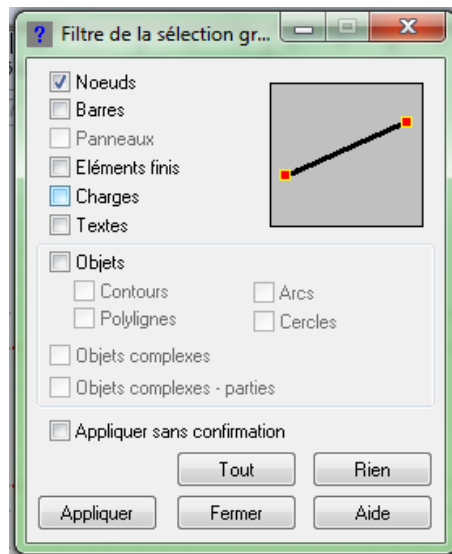 ? Filtre de la sélection gr...
Noeuds
Barres
Panneaux
Eléments finis
Charges
Textes
Objets
Contours Arcs
Polylignes Cercles
Objets complexes
Objets complexes - parties
Appliquer sans confirmation
Tout Rien
Appliquer Fermer Aide